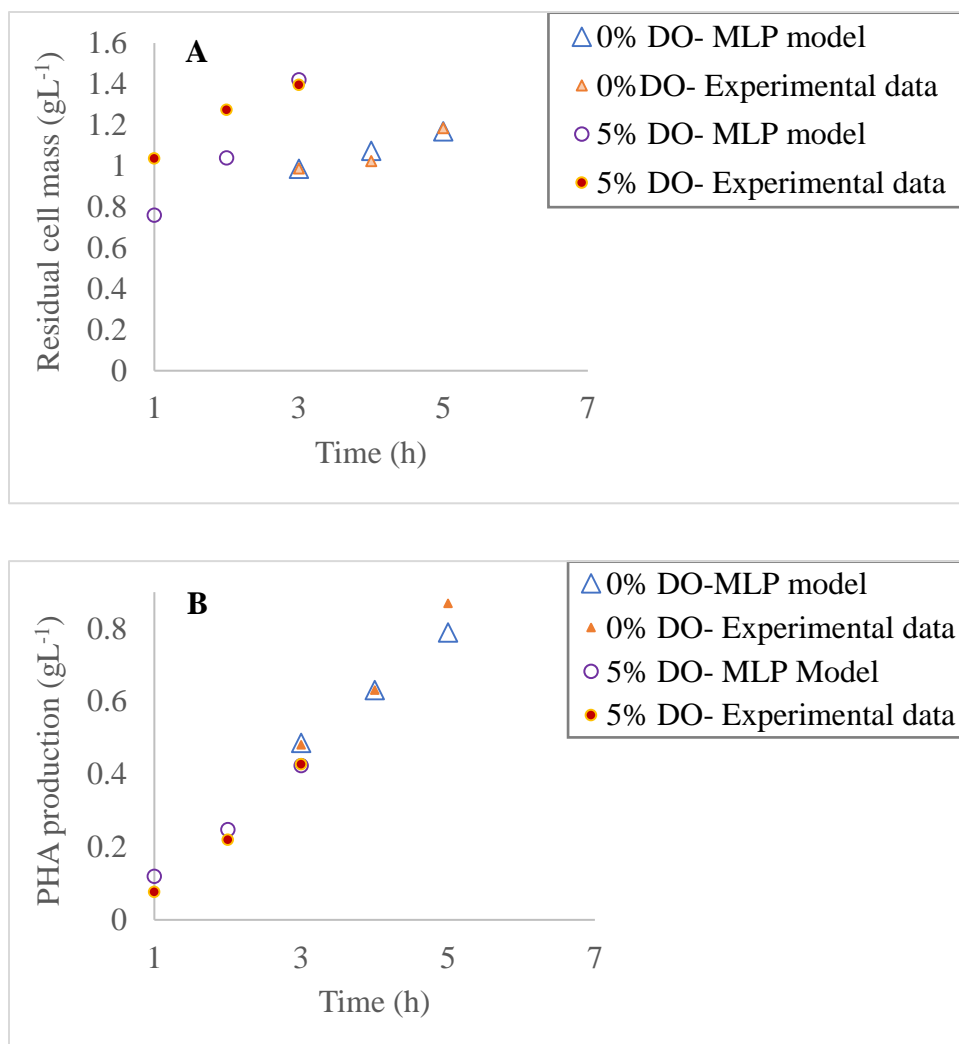 A
1.6
1.4
1.2
1
0.8
0.6
0.4
0.2
0
Residual cell mass (gL⁻¹)
1 3 5 7
Time (h)
0% DO- MLP model
0%DO- Experimental data
5% DO- MLP model
5% DO- Experimental data
B
0.8
0.6
0.4
0.2
0
PHA production (gL⁻¹)
1 3 5 7
Time (h)
0% DO-MLP model
0% DO- Experimental data
5% DO- MLP Model
5% DO- Experimental data